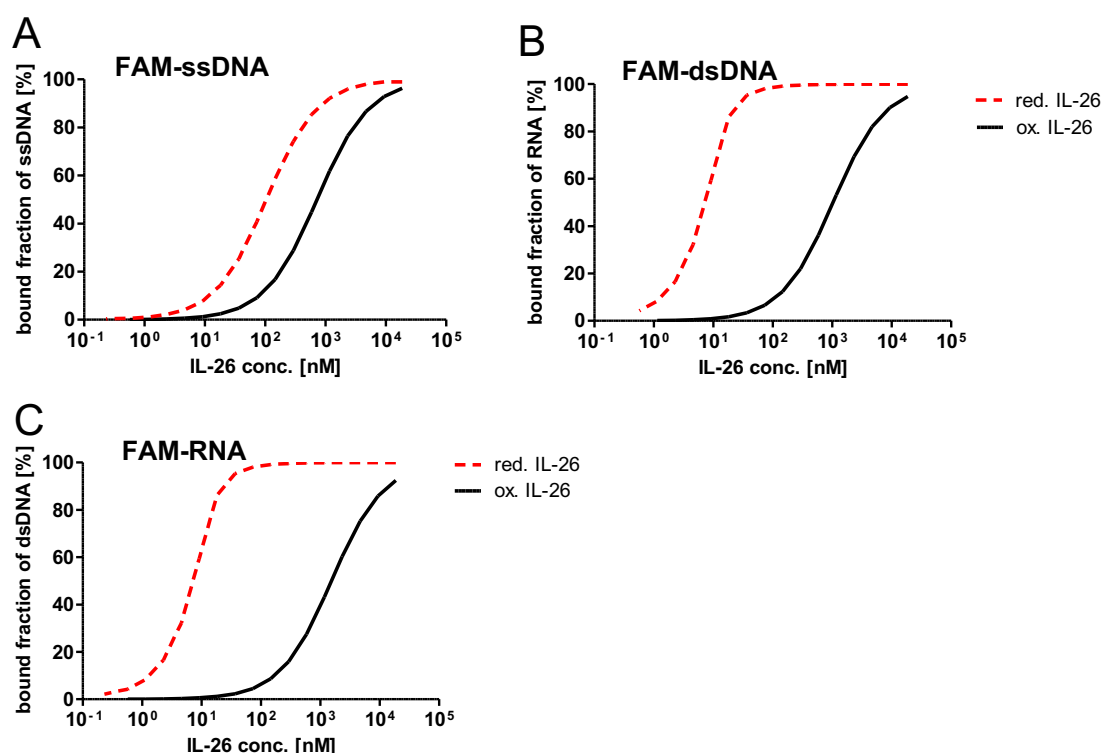 A
FAM-ssDNA
bound fraction of ssDNA [%]
100
80
60
40
20
0
10-1 100 101 102 103 104 105
IL-26 conc. [nM]
B
FAM-dsDNA
bound fraction of RNA [%]
100
80
60
40
20
0
10-1 100 101 102 103 104 105
IL-26 conc. [nM]
red. IL-26
ox. IL-26
C
FAM-RNA
bound fraction of dsDNA [%]
100
80
60
40
20
0
10-1 100 101 102 103 104 105
IL-26 conc. [nM]
red. IL-26
ox. IL-26